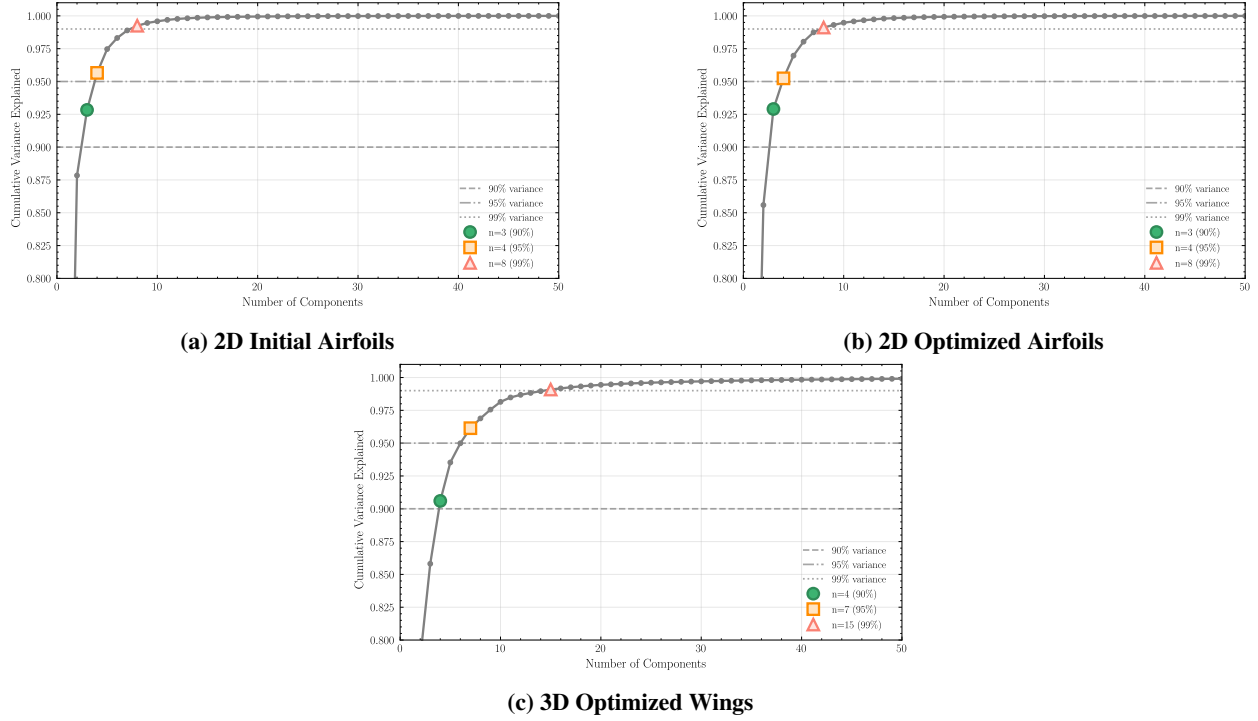 1.000
0.975
0.950
0.925
0.900
0.875
0.850
0.825
0.800
Cumulative Variance Explained
90% variance
95% variance
99% variance
n=3 (90%)
n=4 (95%)
n=8 (99%)
0 10 20 30 40 50
Number of Components
(a) 2D Initial Airfoils
1.000
0.975
0.950
0.925
0.900
0.875
0.850
0.825
0.800
Cumulative Variance Explained
90% variance
95% variance
99% variance
n=3 (90%)
n=4 (95%)
n=8 (99%)
0 10 20 30 40 50
Number of Components
(b) 2D Optimized Airfoils
1.000
0.975
0.950
0.925
0.900
0.875
0.850
0.825
0.800
Cumulative Variance Explained
90% variance
95% variance
99% variance
n=4 (90%)
n=7 (95%)
n=15 (99%)
0 10 20 30 40 50
Number of Components
(c) 3D Optimized Wings